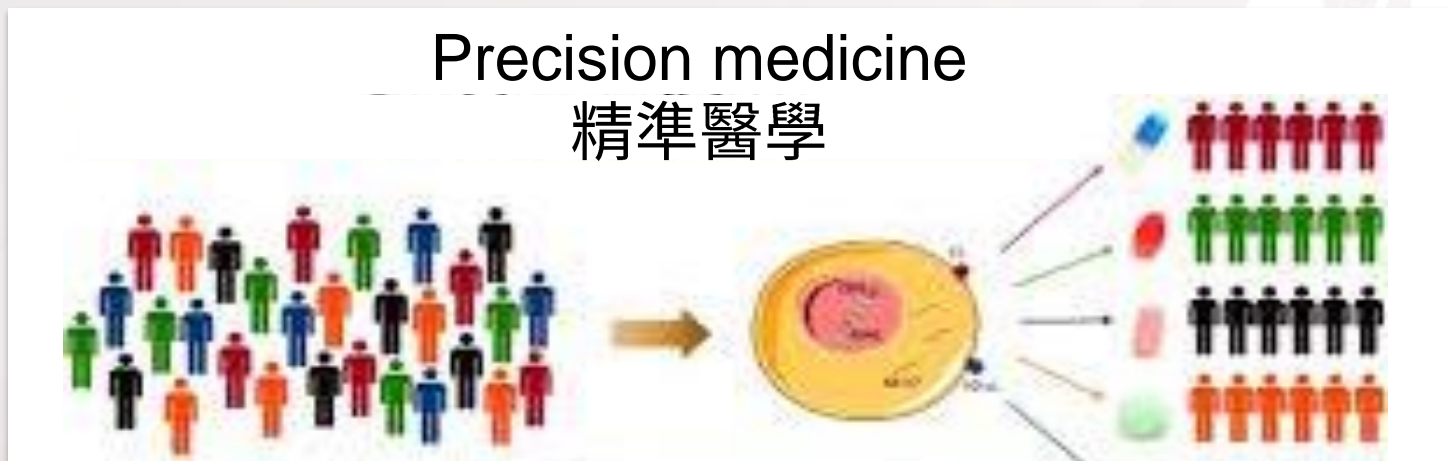 Precision medicine
精準醫學